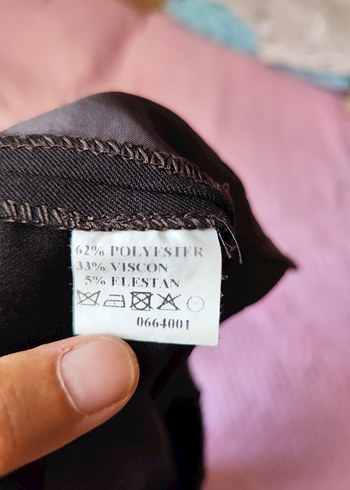 62% POLYESTER
33% VISCON
5% ELESTAN
0664001